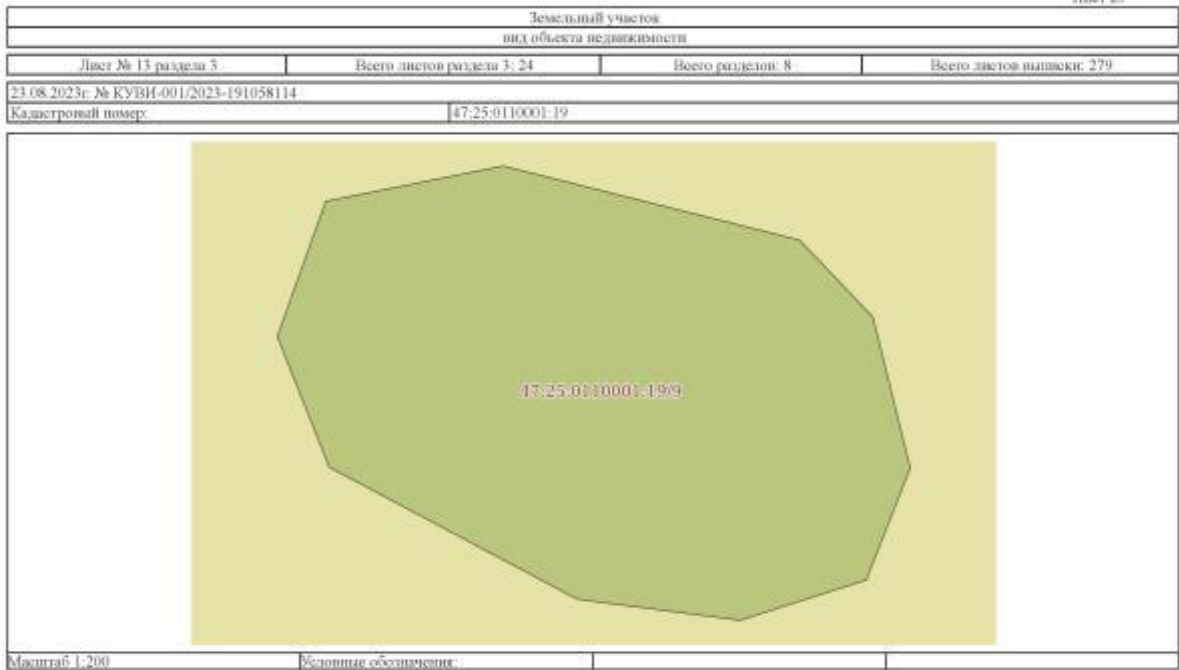 Земельный участок
вид объекта недвижимости
Лист № 13 раздела 3 Всего листов раздела 3: 24 Всего разделов: 8 Всего листов выписки: 279
23.08.2023г. № КУВИ-001/2023-191058114
Кадастровый номер: 47:25:0110001:19
47:25:0110001:19/9
Масштаб 1:200 Условные обозначения: